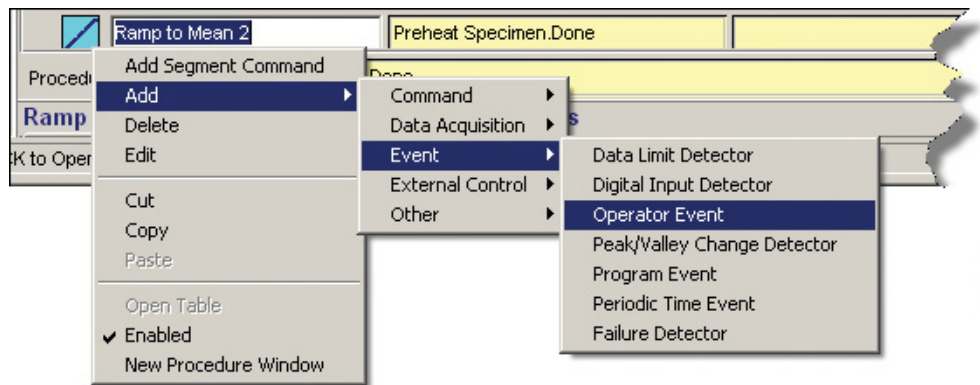 Ramp to Mean 2
Preheat Specimen.Done
Add Segment Command
Add
Delete
Edit
Cut
Copy
Paste
Open Table
Enabled
New Procedure Window
Command
Data Acquisition
Event
External Control
Other
Data Limit Detector
Digital Input Detector
Operator Event
Peak/Valley Change Detector
Program Event
Periodic Time Event
Failure Detector
Ramp
to Oper